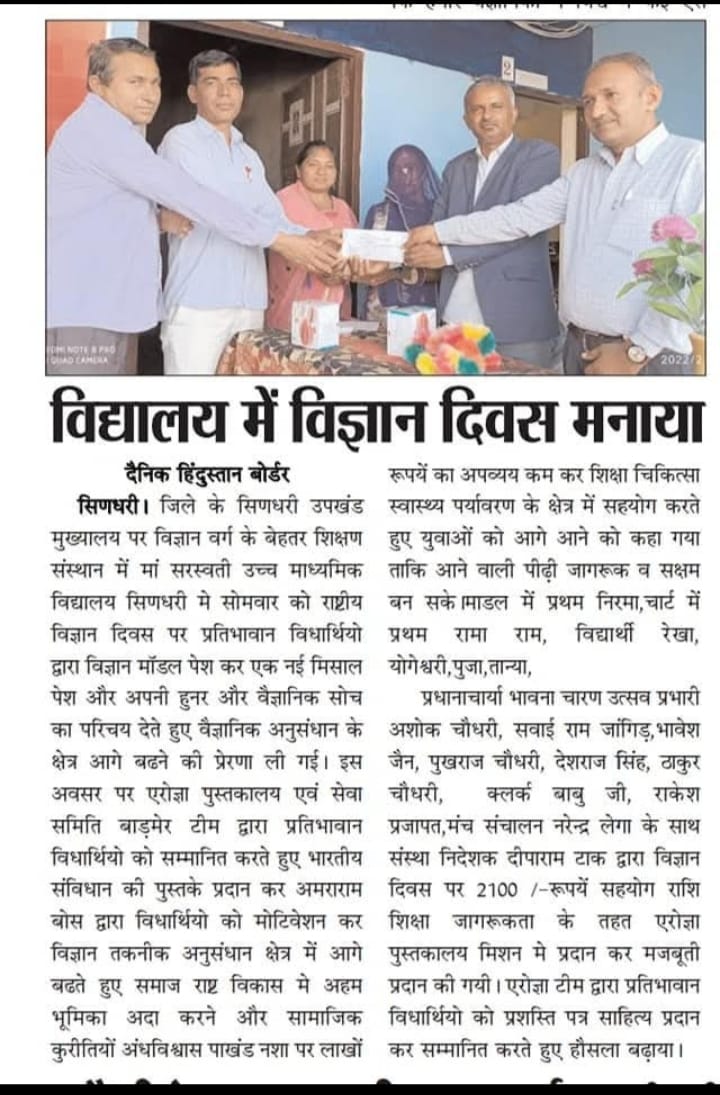 2
DMI NOTE 8 PRO
QUAD CAMERA
2022/2
विद्यालय में विज्ञान दिवस मनाया
दैनिक हिंदुस्तान बोर्डर
सिणधरी। जिले के सिणधरी उपखंड
मुख्यालय पर विज्ञान वर्ग के बेहतर शिक्षण
संस्थान में मां सरस्वती उच्च माध्यमिक
विद्यालय सिणधरी मे सोमवार को राष्टीय
विज्ञान दिवस पर प्रतिभावान विधार्थियो
द्वारा विज्ञान मॉडल पेश कर एक नई मिसाल
पेश और अपनी हुनर और वैज्ञानिक सोच
का परिचय देते हुए वैज्ञानिक अनुसंधान के
क्षेत्र आगे बढने की प्रेरणा ली गई। इस
अवसर पर एरोज्ञा पुस्तकालय एवं सेवा
समिति बाड़मेर टीम द्वारा प्रतिभावान
विधार्थियो को सम्मानित करते हुए भारतीय
संविधान की पुस्तके प्रदान कर अमराराम
बोस द्वारा विधार्थियो को मोटिवेशन कर
विज्ञान तकनीक अनुसंधान क्षेत्र में आगे
बढते हुए समाज राष्ट विकास मे अहम
भूमिका अदा करने और सामाजिक
कुरीतियों अंधविश्वास पाखंड नशा पर लाखों
रूपयें का अपव्यय कम कर शिक्षा चिकित्सा
स्वास्थ्य पर्यावरण के क्षेत्र में सहयोग करते
हुए युवाओं को आगे आने को कहा गया
ताकि आने वाली पीढ़ी जागरूक व सक्षम
बन सके।माडल में प्रथम निरमा,चार्ट में
प्रथम रामा राम, विद्यार्थी रेखा,
योगेश्वरी,पुजा,तान्या,
प्रधानाचार्या भावना चारण उत्सव प्रभारी
अशोक चौधरी, सवाई राम जांगिड़,भावेश
जैन, पुखराज चौधरी, देशराज सिंह, ठाकुर
चौधरी, क्लर्क बाबु जी, राकेश
प्रजापत,मंच संचालन नरेन्द्र लेगा के साथ
संस्था निदेशक दीपाराम टाक द्वारा विज्ञान
दिवस पर 2100 /-रूपयें सहयोग राशि
शिक्षा जागरूकता के तहत एरोज्ञा
पुस्तकालय मिशन मे प्रदान कर मजबूती
प्रदान की गयी। एरोज्ञा टीम द्वारा प्रतिभावान
विधार्थियो को प्रशस्ति पत्र साहित्य प्रदान
कर सम्मानित करते हुए हौसला बढ़ाया।